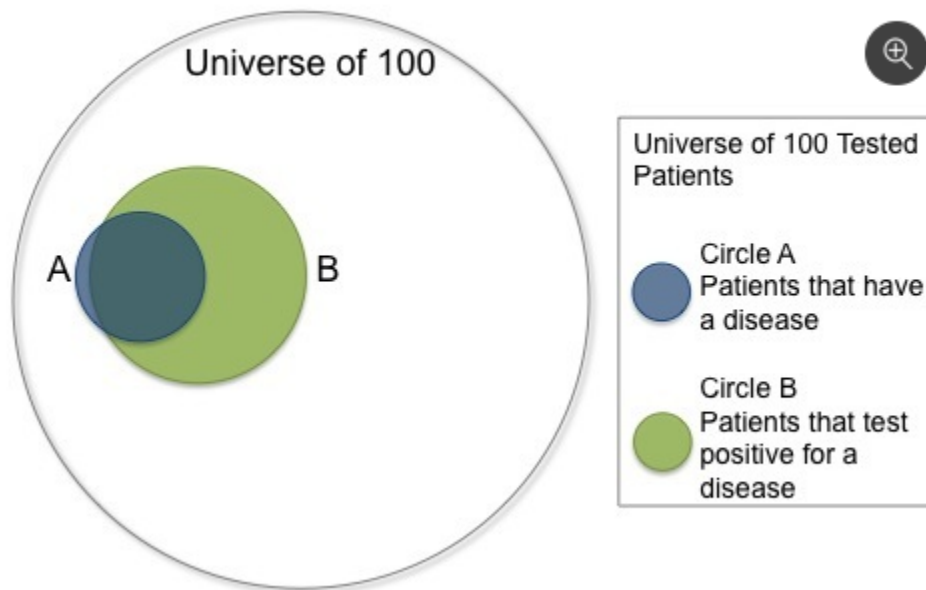 Universe of 100
A
B
Universe of 100 Tested
Patients
Circle A
Patients that have
a disease
Circle B
Patients that test
positive for a
disease